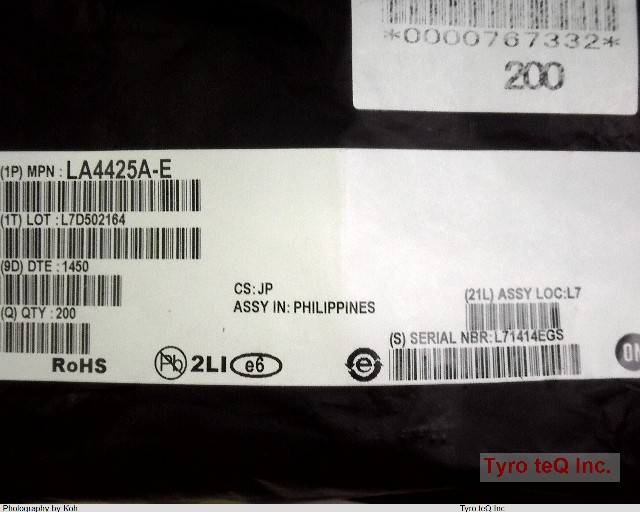 *0000767332*
200
(1P) MPN : LA4425A-E
(1T) LOT : L7D502164
(9D) DTE : 1450
(Q) QTY : 200
CS: JP
ASSY IN: PHILIPPINES
(21L) ASSY LOC: L7
(S) SERIAL NBR: L71414EGS
RoHS
Pb
2LI
e6
e
ON
Tyro teQ Inc.
Photography by Koh
Tyro teQ Inc